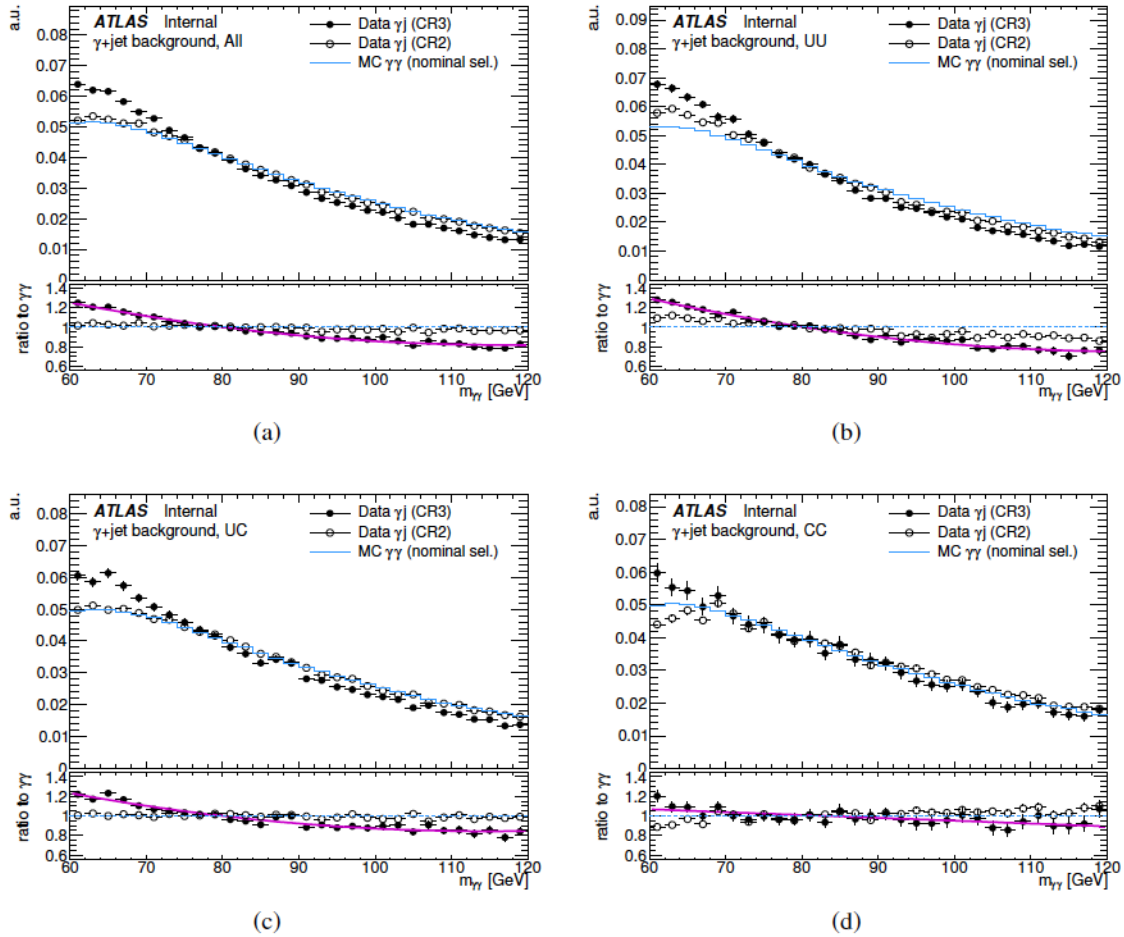 a.u.
ATLAS Internal
γ+jet background, All
Data γj (CR3)
Data γj (CR2)
MC γγ (nominal sel.)
0.08
0.07
0.06
0.05
0.04
0.03
0.02
0.01
0
ratio to γγ
1.4
1.2
1
0.8
0.6
60 70 80 90 100 110 120
mγγ [GeV]
(a)
a.u.
ATLAS Internal
γ+jet background, UU
Data γj (CR3)
Data γj (CR2)
MC γγ (nominal sel.)
0.09
0.08
0.07
0.06
0.05
0.04
0.03
0.02
0.01
0
ratio to γγ
1.4
1.2
1
0.8
0.6
60 70 80 90 100 110 120
mγγ [GeV]
(b)
a.u.
ATLAS Internal
γ+jet background, UC
Data γj (CR3)
Data γj (CR2)
MC γγ (nominal sel.)
0.08
0.07
0.06
0.05
0.04
0.03
0.02
0.01
0
ratio to γγ
1.4
1.2
1
0.8
0.6
60 70 80 90 100 110 120
mγγ [GeV]
(c)
a.u.
ATLAS Internal
γ+jet background, CC
Data γj (CR3)
Data γj (CR2)
MC γγ (nominal sel.)
0.08
0.07
0.06
0.05
0.04
0.03
0.02
0.01
0
ratio to γγ
1.4
1.2
1
0.8
0.6
60 70 80 90 100 110 120
mγγ [GeV]
(d)